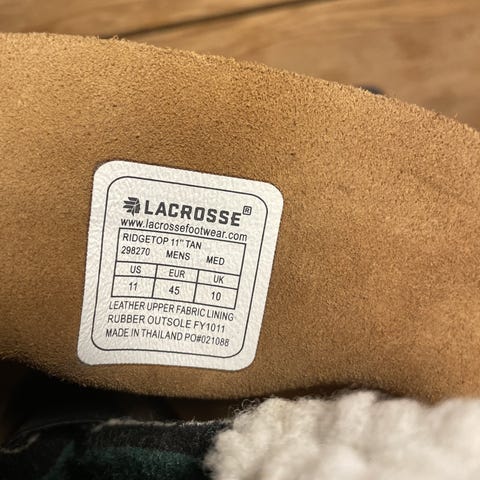 LACROSSE ®
www.lacrossefootwear.com
RIDGETOP 11" TAN
298270 MENS MED
US EUR UK
11 45 10
LEATHER UPPER FABRIC LINING
RUBBER OUTSOLE FY1011
MADE IN THAILAND PO#021088